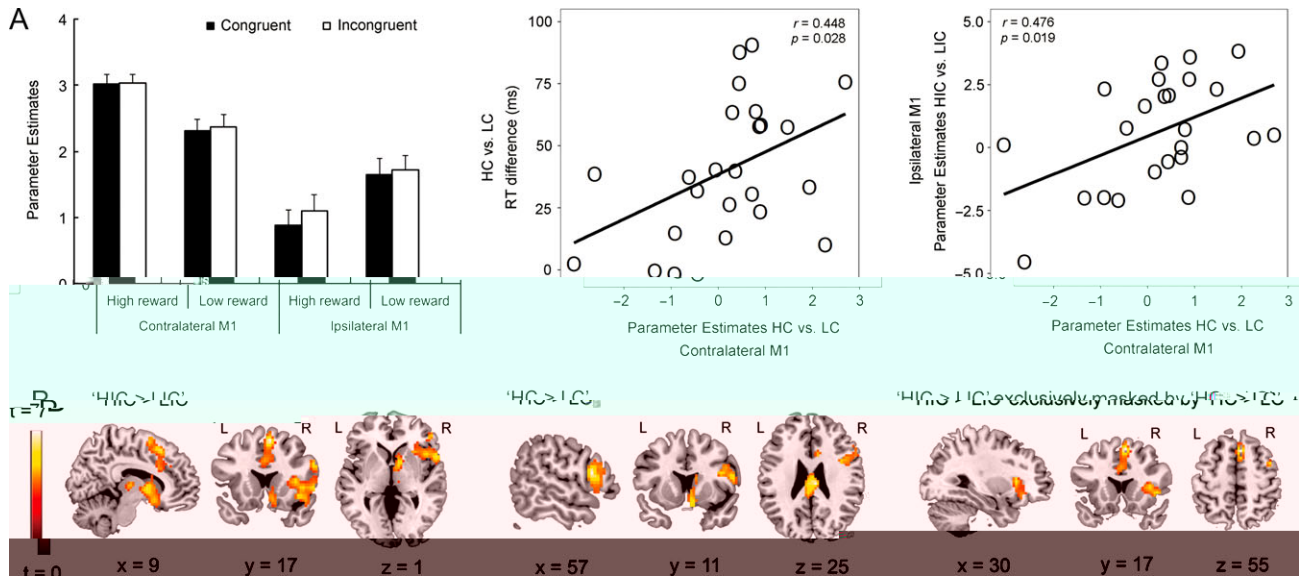 A
Congruent
Incongruent
Parameter Estimates
4
3
2
1
High reward
Low reward
High reward
Low reward
Contralateral M1
Ipsilateral M1
r = 0.448
p = 0.028
HC vs. LC
RT difference (ms)
100
75
50
25
0
−2 −1 0 1 2 3
Parameter Estimates HC vs. LC
Contralateral M1
r = 0.476
p = 0.019
Ipsilateral M1
Parameter Estimates HIC vs. LIC
5.0
2.5
0
−2.5
−5.0
−2 −1 0 1 2 3
Parameter Estimates HC vs. LC
Contralateral M1
'HIC> LIC'
'HC> LC'
exclusively masked by
L R
L R
L R
t = 0
x = 9
y = 17
z = 1
x = 57
y = 11
z = 25
x = 30
y = 17
z = 55